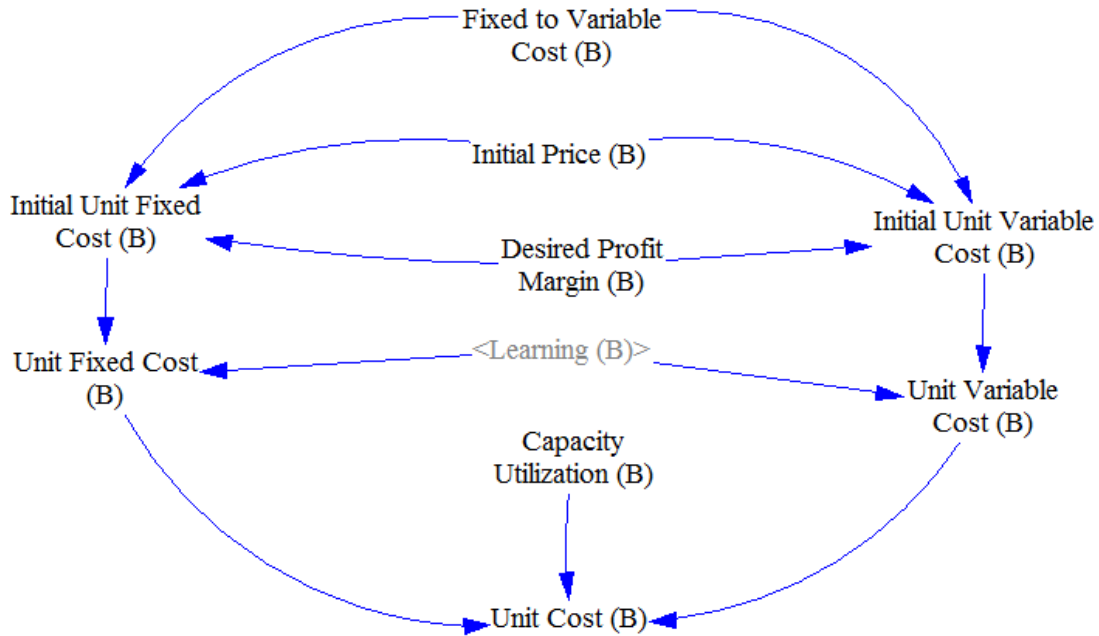 Fixed to Variable
Cost (B)
Initial Price (B)
Initial Unit Fixed
Cost (B)
Initial Unit Variable
Cost (B)
Desired Profit
Margin (B)
<Learning (B)>
Unit Fixed Cost
(B)
Unit Variable
Cost (B)
Capacity
Utilization (B)
Unit Cost (B)